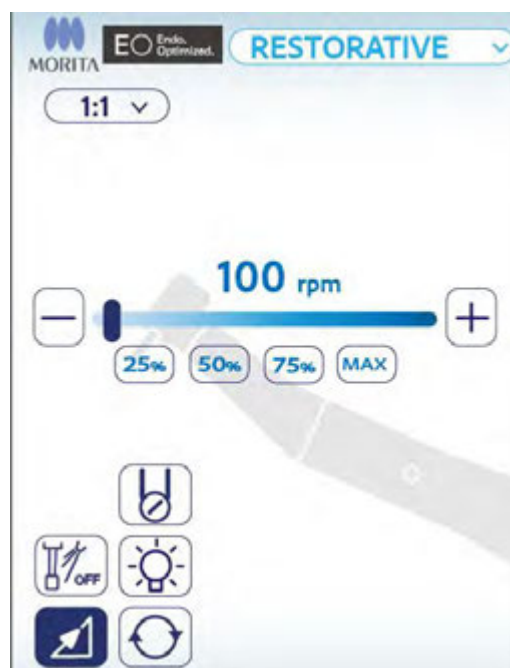 MORITA
EO Endo. Optimized.
RESTORATIVE
1:1
100 rpm
25% 50% 75% MAX
OFF